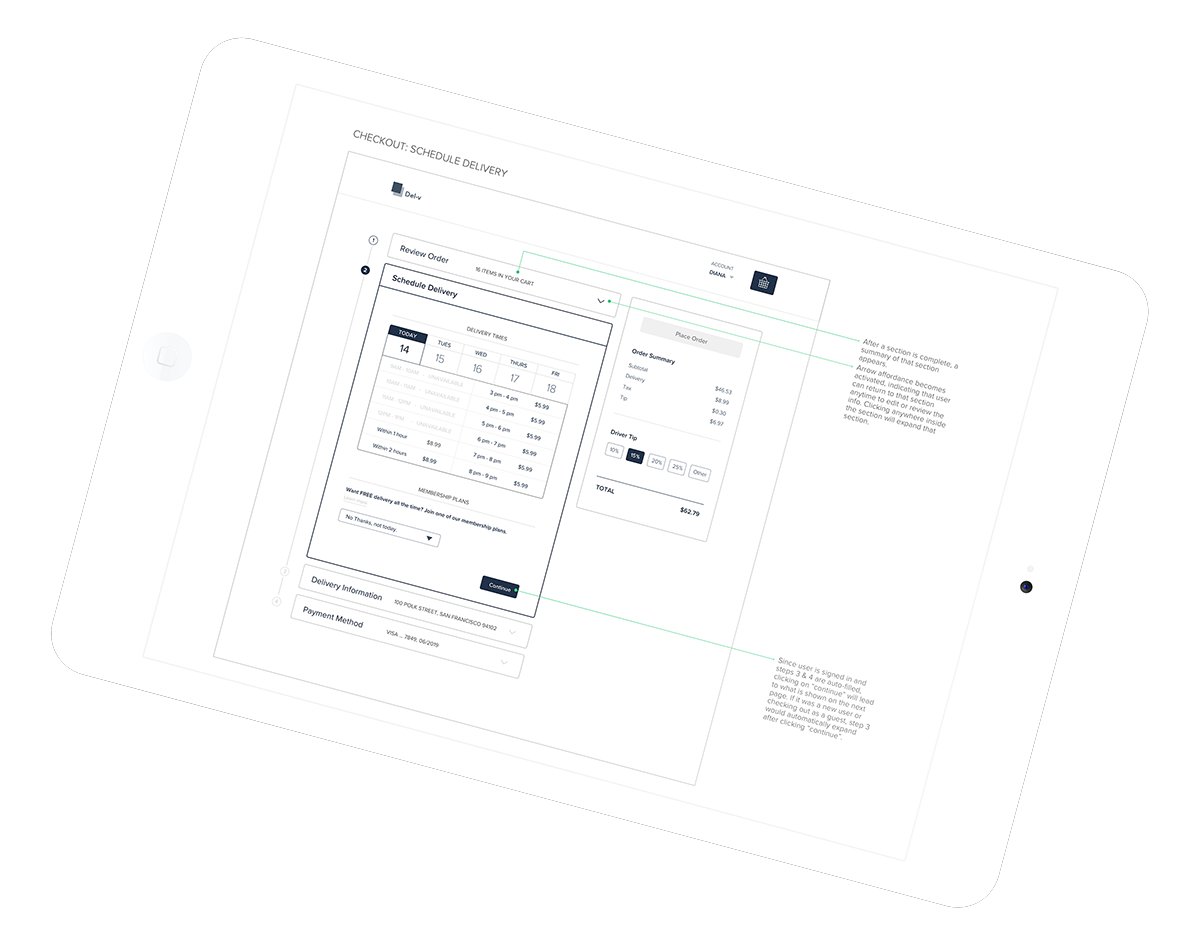 CHECKOUT: SCHEDULE DELIVERY
Del-v
ACCOUNT
DIANA
1
Review Order
16 ITEMS IN YOUR CART
2
Schedule Delivery
DELIVERY TIMES
TODAY
14
TUES
15
WED
16
THURS
17
FRI
18
9AM - 10AM - UNAVAILABLE
10AM - 11AM - UNAVAILABLE
11AM - 12PM - UNAVAILABLE
12PM - 1PM - UNAVAILABLE
Within 1 hour $8.99
Within 2 hours $8.99
3 pm - 4 pm $5.99
4 pm - 5 pm $5.99
5 pm - 6 pm $5.99
6 pm - 7 pm $5.99
7 pm - 8 pm $5.99
8 pm - 9 pm $5.99
MEMBERSHIP PLANS
Want FREE delivery all the time? Join one of our membership plans.
Learn more
No Thanks, not today.
Continue
3
Delivery Information
100 POLK STREET, SAN FRANCISCO 94102
4
Payment Method
VISA ... 7849, 06/2019
Place Order
Order Summary
Subtotal $46.53
Delivery $8.99
Tax $0.30
Tip $6.97
Driver Tip
10% 15% 20% 25% Other
TOTAL $62.79
After a section is complete, a
summary of that section
appears.
Arrow affordance becomes
activated, indicating that user
can return to that section
anytime to edit or review the
info. Clicking anywhere inside
the section will expand that
section.
Since user is signed in and
steps 3 & 4 are auto-filled,
clicking on "continue" will lead
to what is shown on the next
page. If it was a new user or
checking out as a guest, step 3
would automatically expand
after clicking "continue".